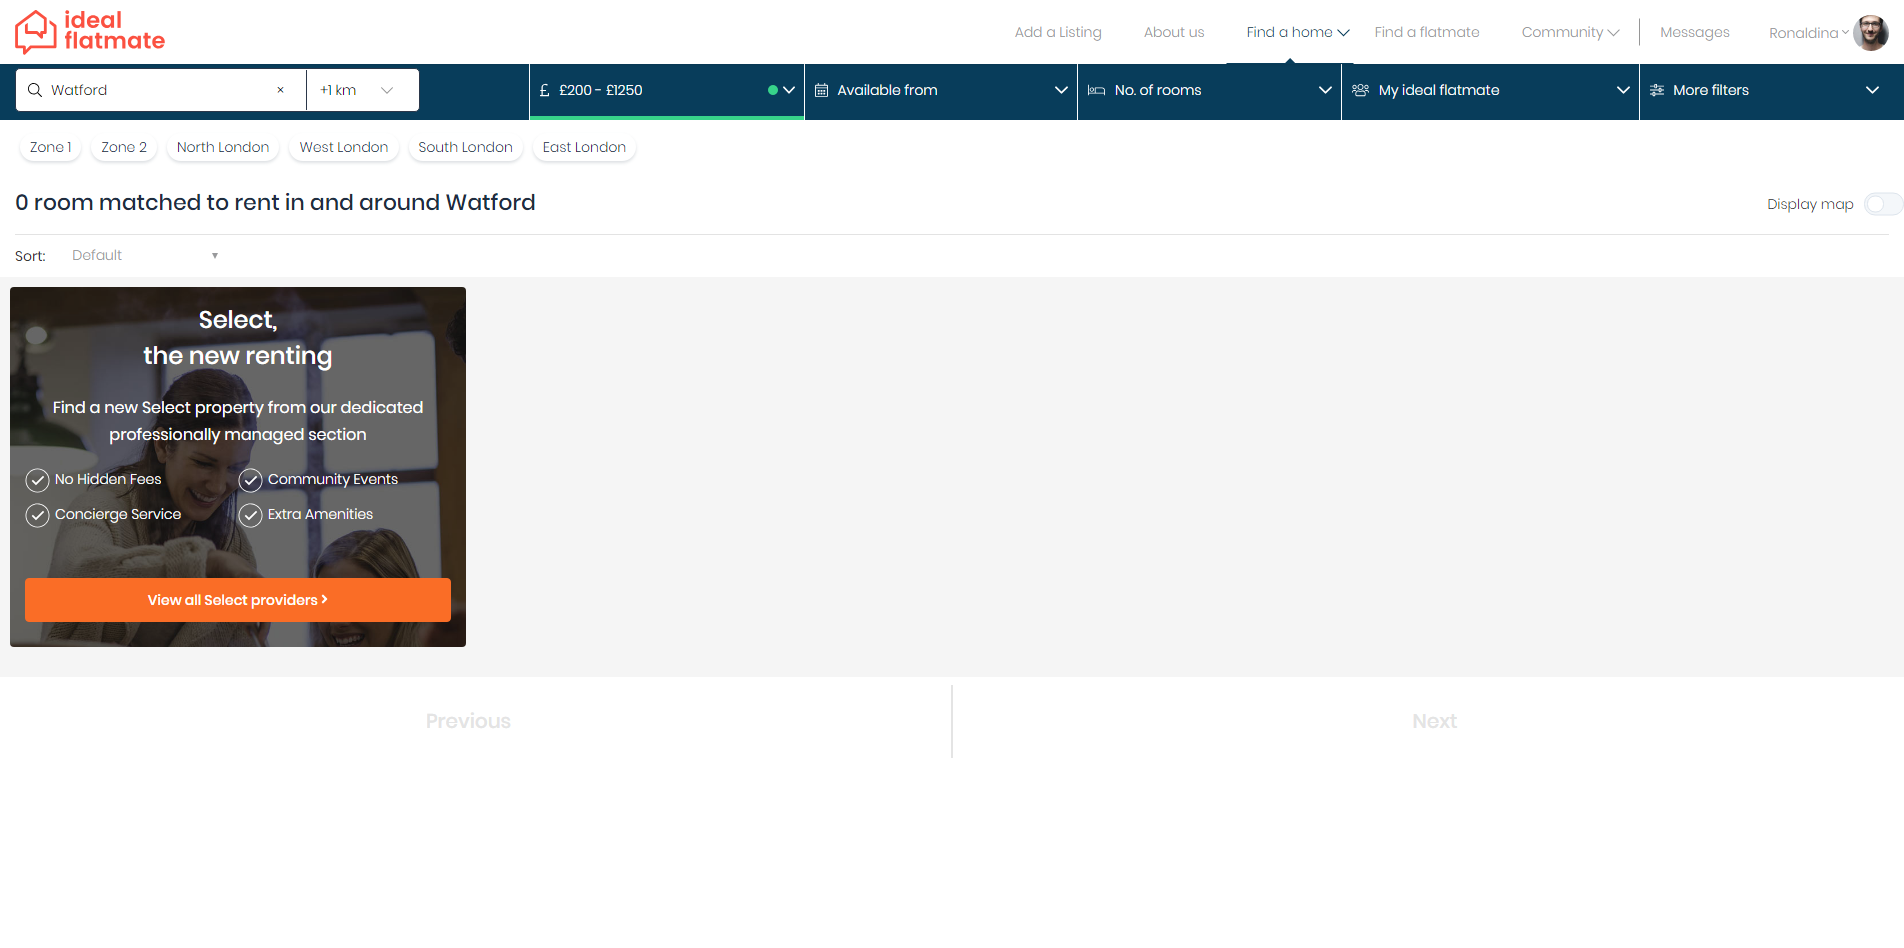 ideal
flatmate
Add a Listing
About us
Find a home
Find a flatmate
Community
Messages
Ronaldina
Watford ×
+1 km
£ £200 - £1250
Available from
No. of rooms
My ideal flatmate
More filters
Zone 1
Zone 2
North London
West London
South London
East London
0 room matched to rent in and around Watford
Display map
Sort: Default
Select,
the new renting
Find a new Select property from our dedicated
professionally managed section
No Hidden Fees
Community Events
Concierge Service
Extra Amenities
View all Select providers
Previous
Next